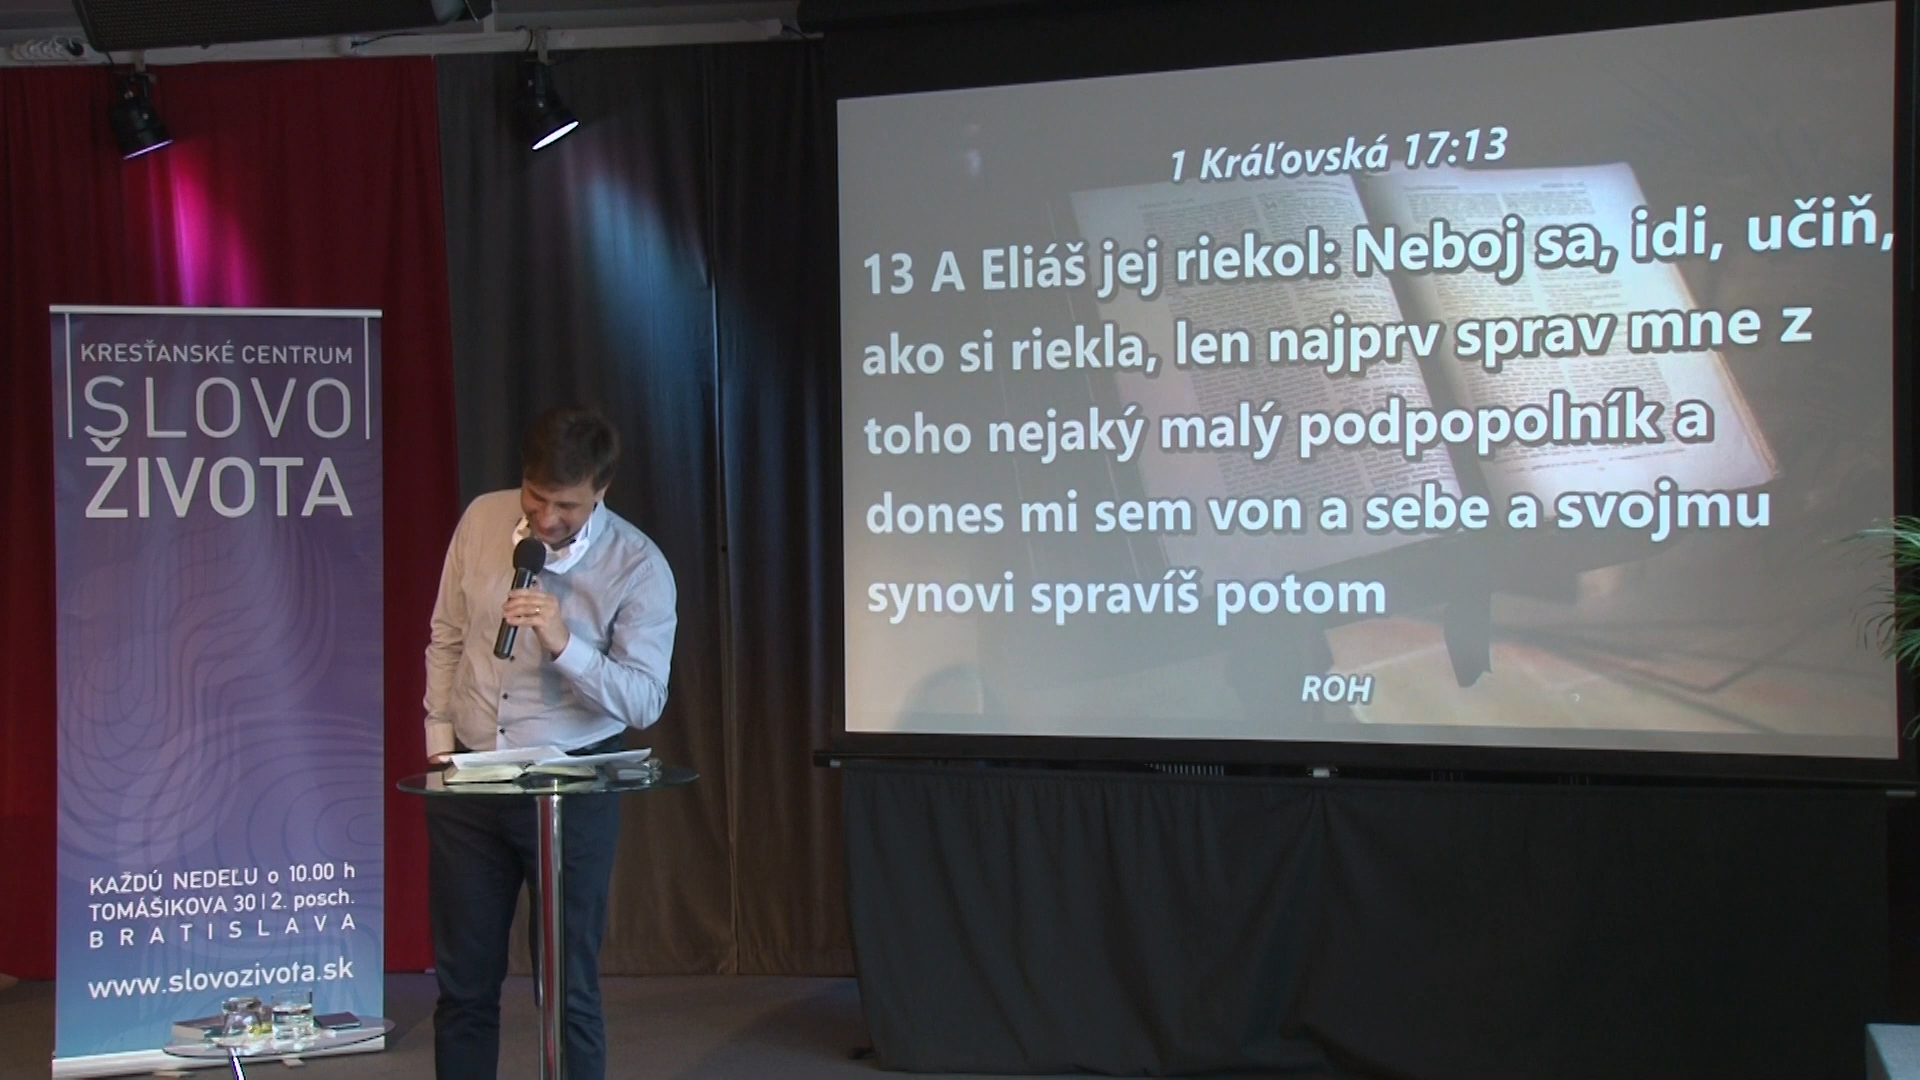 KRESŤANSKÉ CENTRUM
SLOVO
ŽIVOTA
KAŽDÚ NEDELU o 10.00 h
TOMÁŠIKOVA 30 | 2. posch.
BRATISLAVA
www.slovozivota.sk
1 Kráľovská 17:13
13 A Eliáš jej riekol: Neboj sa, idi, učiň,
ako si riekla, len najprv sprav mne z
toho nejaký malý podpopolník a
dones mi sem von a sebe a svojmu
synovi spravíš potom
ROH